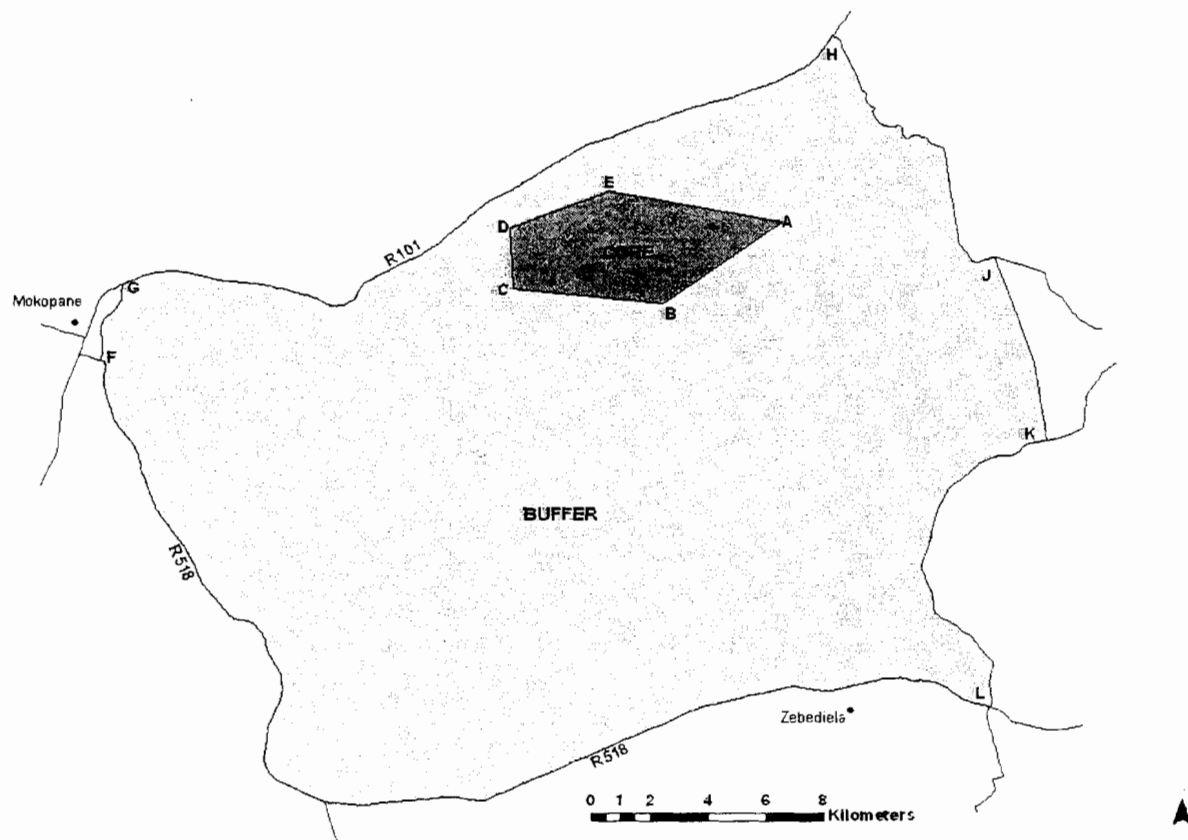 H
E
D
A
R101
J
G
C
Mokopane
B
F
K
BUFFER
R518
L
Zebediela
R518
0 1 2 4 6 8
Kilometers